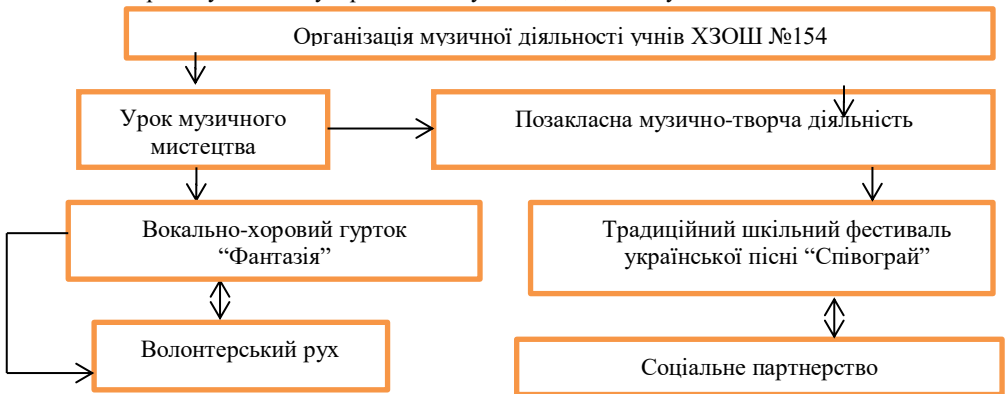 Організація музичної діяльності учнів ХЗОШ №154
Урок музичного
мистецтва
Позакласна музично-творча діяльність
Вокально-хоровий гурток
“Фантазія”
Традиційний шкільний фестиваль
української пісні “Співограй”
Волонтерський рух
Соціальне партнерство